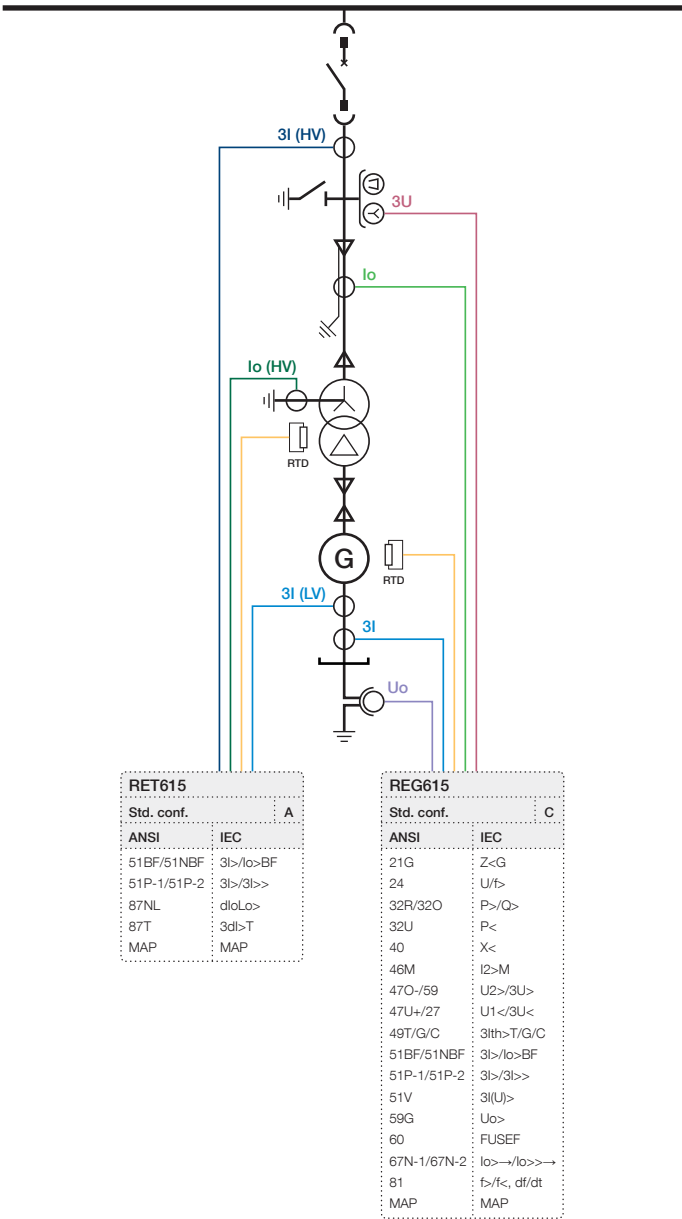 3I (HV)
3U
Io
Io (HV)
RTD
G
RTD
3I (LV)
3I
Uo
RET615
Std. conf. A
ANSI IEC
51BF/51NBF 3I>/Io>BF
51P-1/51P-2 3I>/3I>>
87NL dIoLo>
87T 3dI>T
MAP MAP
REG615
Std. conf. C
ANSI IEC
21G Z<G
24 U/f>
32R/32O P>/Q>
32U P<
40 X<
46M I2>M
47O-/59 U2>/3U>
47U+/27 U1</3U<
49T/G/C 3Ith>T/G/C
51BF/51NBF 3I>/Io>BF
51P-1/51P-2 3I>/3I>>
51V 3I(U)>
59G Uo>
60 FUSEF
67N-1/67N-2 Io>→/Io>>→
81 f>/f<, df/dt
MAP MAP